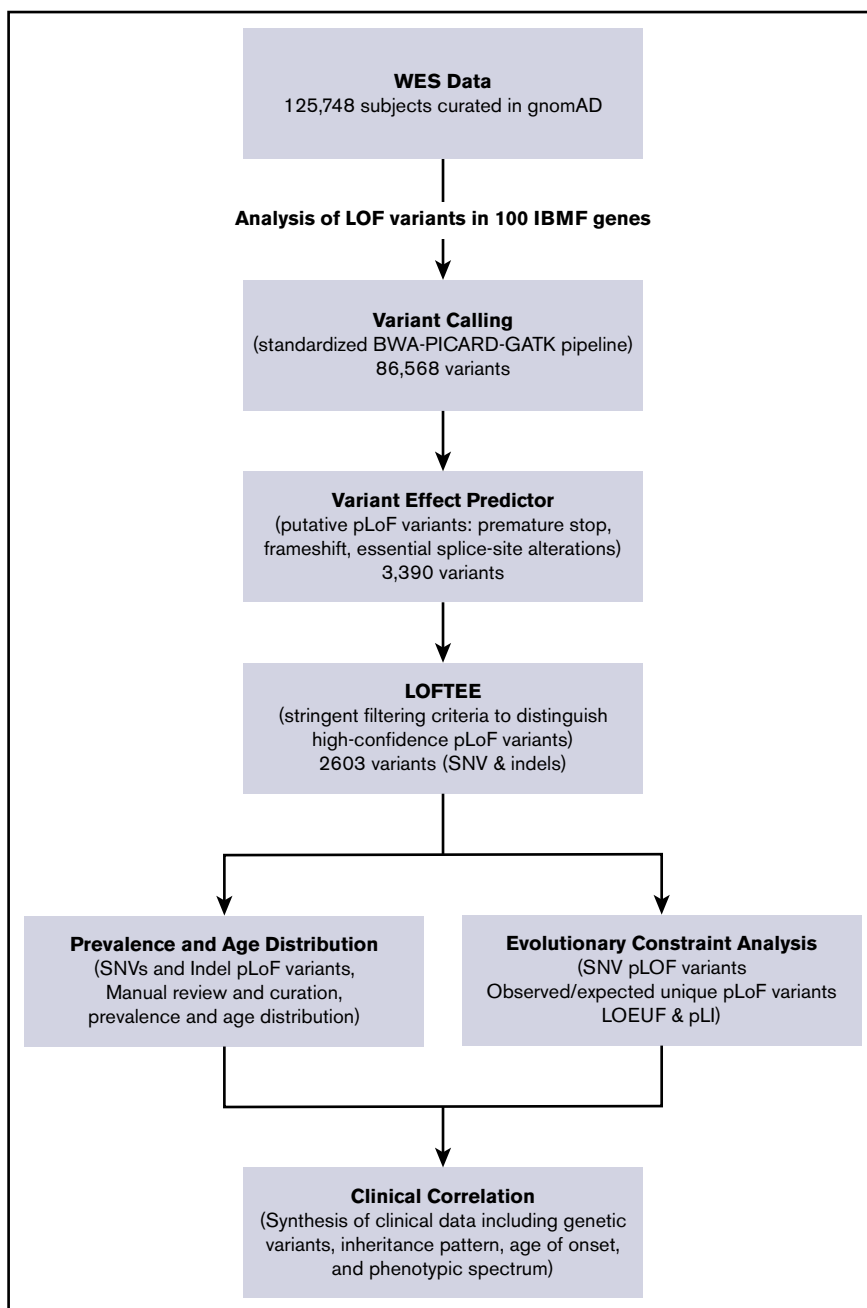 WES Data
125,748 subjects curated in gnomAD
Analysis of LOF variants in 100 IBMF genes
Variant Calling
(standardized BWA-PICARD-GATK pipeline)
86,568 variants
Variant Effect Predictor
(putative pLoF variants: premature stop,
frameshift, essential splice-site alterations)
3,390 variants
LOFTEE
(stringent filtering criteria to distinguish
high-confidence pLoF variants)
2603 variants (SNV & indels)
Prevalence and Age Distribution
(SNVs and Indel pLoF variants,
Manual review and curation,
prevalence and age distribution)
Evolutionary Constraint Analysis
(SNV pLOF variants
Observed/expected unique pLoF variants
LOEUF & pLI)
Clinical Correlation
(Synthesis of clinical data including genetic
variants, inheritance pattern, age of onset,
and phenotypic spectrum)